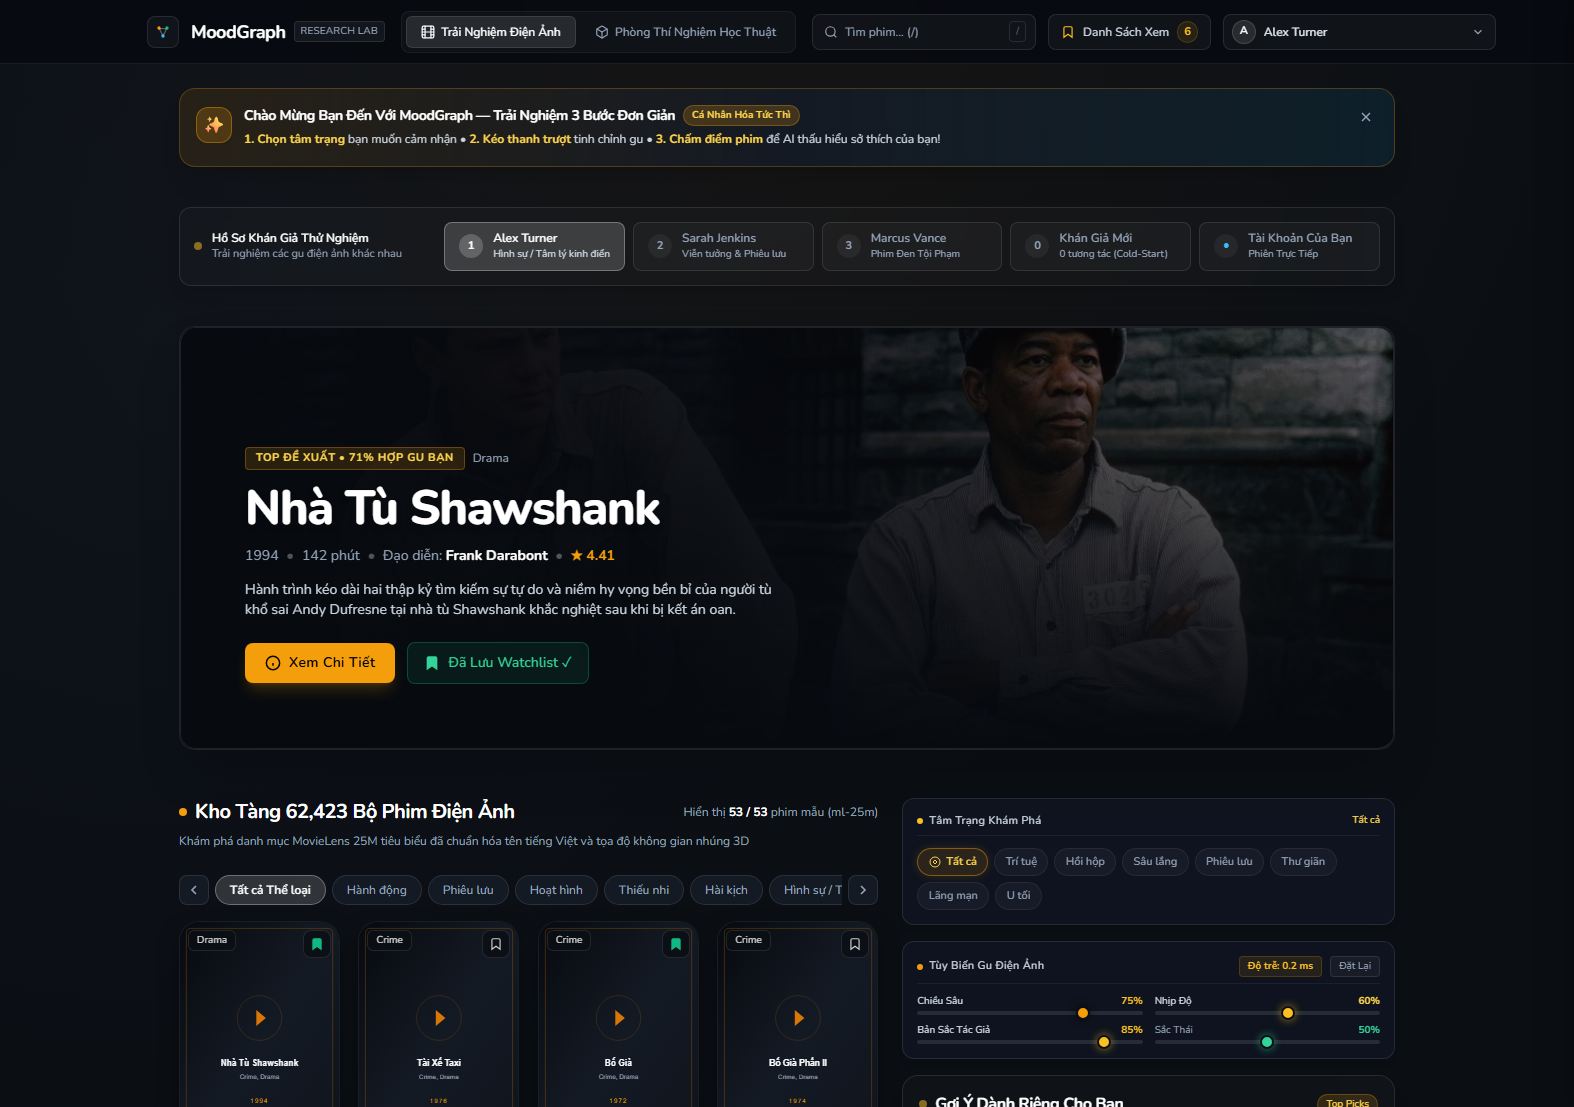 MoodGraph RESEARCH LAB Trải Nghiệm Điện Ảnh Phòng Thí Nghiệm Học Thuật Tìm phim... (/) / Danh Sách Xem 6 A Alex Turner
Chào Mừng Bạn Đến Với MoodGraph — Trải Nghiệm 3 Bước Đơn Giản Cá Nhân Hóa Tức Thì
1. Chọn tâm trạng bạn muốn cảm nhận • 2. Kéo thanh trượt tinh chỉnh gu • 3. Chấm điểm phim để AI thấu hiểu sở thích của bạn!
Hồ Sơ Khán Giả Thử Nghiệm
Trải nghiệm các gu điện ảnh khác nhau
1 Alex Turner
Hình sự / Tâm lý kinh điển
2 Sarah Jenkins
Viễn tưởng & Phiêu lưu
3 Marcus Vance
Phim Đen Tội Phạm
0 Khán Giả Mới
0 tương tác (Cold-Start)
Tài Khoản Của Bạn
Phiên Trực Tiếp
TOP ĐỀ XUẤT • 71% HỢP GU BẠN Drama
Nhà Tù Shawshank
1994 • 142 phút • Đạo diễn: Frank Darabont • ★ 4.41
Hành trình kéo dài hai thập kỷ tìm kiếm sự tự do và niềm hy vọng bền bỉ của người tù
khổ sai Andy Dufresne tại nhà tù Shawshank khắc nghiệt sau khi bị kết án oan.
Xem Chi Tiết Đã Lưu Watchlist ✓
Kho Tàng 62,423 Bộ Phim Điện Ảnh Hiển thị 53 / 53 phim mẫu (ml-25m)
Khám phá danh mục MovieLens 25M tiêu biểu đã chuẩn hóa tên tiếng Việt và tọa độ không gian nhúng 3D
Tất cả Thể loại Hành động Phiêu lưu Hoạt hình Thiếu nhi Hài kịch Hình sự / T
Drama
Nhà Tù Shawshank
Crime, Drama
1994
Crime
Tài Xế Taxi
Crime, Drama
1976
Crime
Bố Già
Crime, Drama
1972
Crime
Bố Già Phần II
Crime, Drama
1974
Tâm Trạng Khám Phá Tất cả
Tất cả Trí tuệ Hồi hộp Sâu lắng Phiêu lưu Thư giãn
Lãng mạn U tối
Tùy Biến Gu Điện Ảnh Độ trễ: 0.2 ms Đặt Lại
Chiều Sâu 75% Nhịp Độ 60%
Bản Sắc Tác Giả 85% Sắc Thái 50%
Gợi Ý Dành Riêng Cho Bạn Top Picks